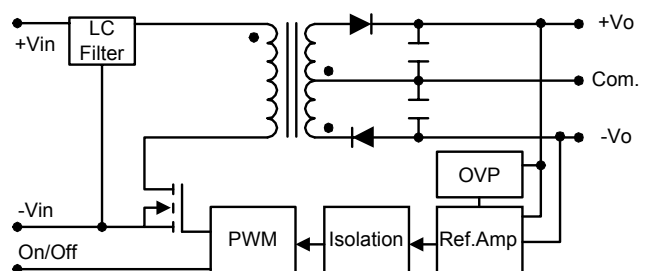 +Vin
LC
Filter
+Vo
Com.
-Vo
OVP
-Vin
On/Off
PWM
Isolation
Ref.Amp